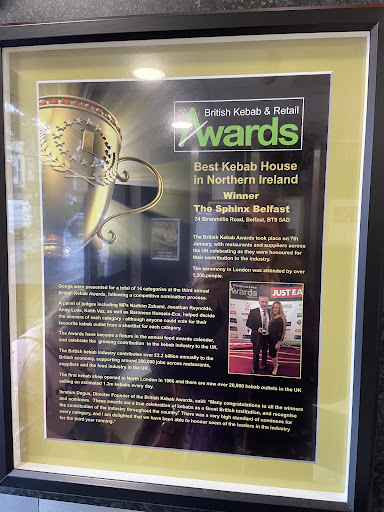 British Kebab & Retail
Awards
Best Kebab House
in Northern Ireland
Winner
The Sphinx Belfast
74 Stranmillis Road, Belfast, BT9 5AD
The British Kebab Awards took place on 7th
January, with restaurants and suppliers across
the UK celebrating as they were honoured for
their contribution to the industry.
The ceremony in London was attended by over
1,200 people.
Gongs were presented for a total of 14 categories at the third annual
British Kebab Awards, following a competitive nomination process.
A panel of judges including MPs Nadhim Zahawi, Jonathan Reynolds,
Andy Love, Keith Vaz, as well as Baroness Hussein-Ece, helped decide
the winners of each category - although anyone could vote for their
favourite kebab outlet from a shortlist for each category.
The Awards have become a fixture in the annual food awards calendar,
and celebrate the growing contribution to the kebab industry to the UK.
The British kebab industry contributes over £2.2 billion annually to the
British economy, supporting around 200,000 jobs across restaurants,
suppliers and the feed industry in the UK.
The first kebab shop opened in North London in 1966 and there are now over 20,000 kebab outlets in the UK
selling an estimated 1.3m kebabs every day.
Ibrahim Dogus, Director Founder of the British Kebab Awards, said: "Many congratulations to all the winners
and nominees. These awards are a true celebration of kebabs as a Great British institution, and recognise
the contribution of the industry throughout the country" There was a very high standard of nominees for
every category, and I am delighted that we have been able to honour soem of the leaders in the industry
for the third year running."
wards
JUST EA